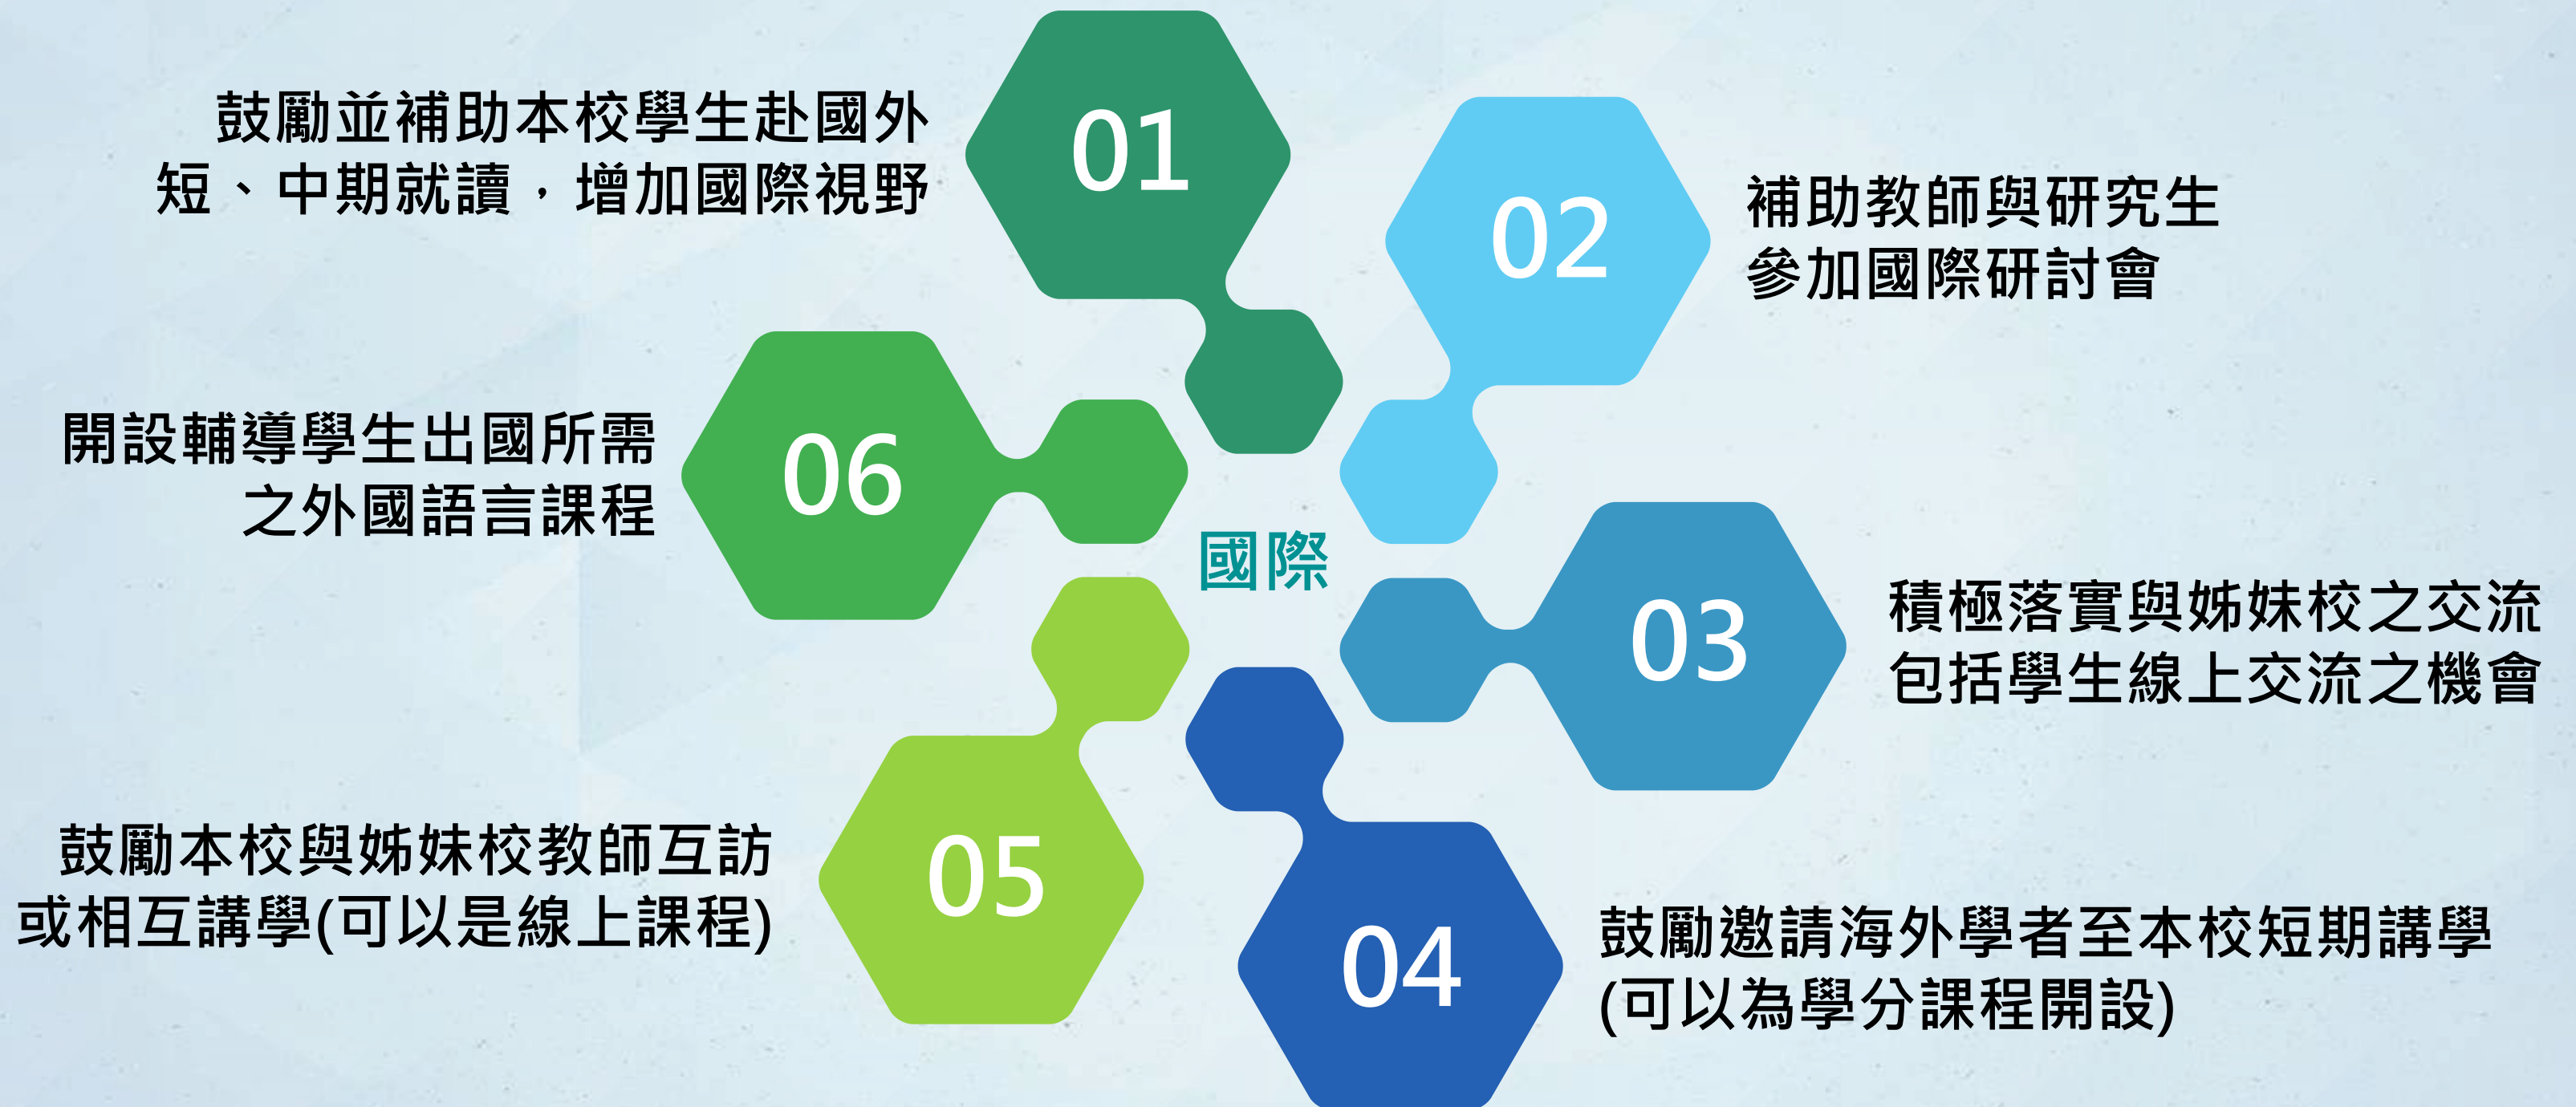 01
鼓勵並補助本校學生赴國外
短、中期就讀，增加國際視野
02
補助教師與研究生
參加國際研討會
03
積極落實與姊妹校之交流
包括學生線上交流之機會
04
鼓勵邀請海外學者至本校短期講學
(可以為學分課程開設)
05
鼓勵本校與姊妹校教師互訪
或相互講學(可以是線上課程)
06
開設輔導學生出國所需
之外國語言課程
國際